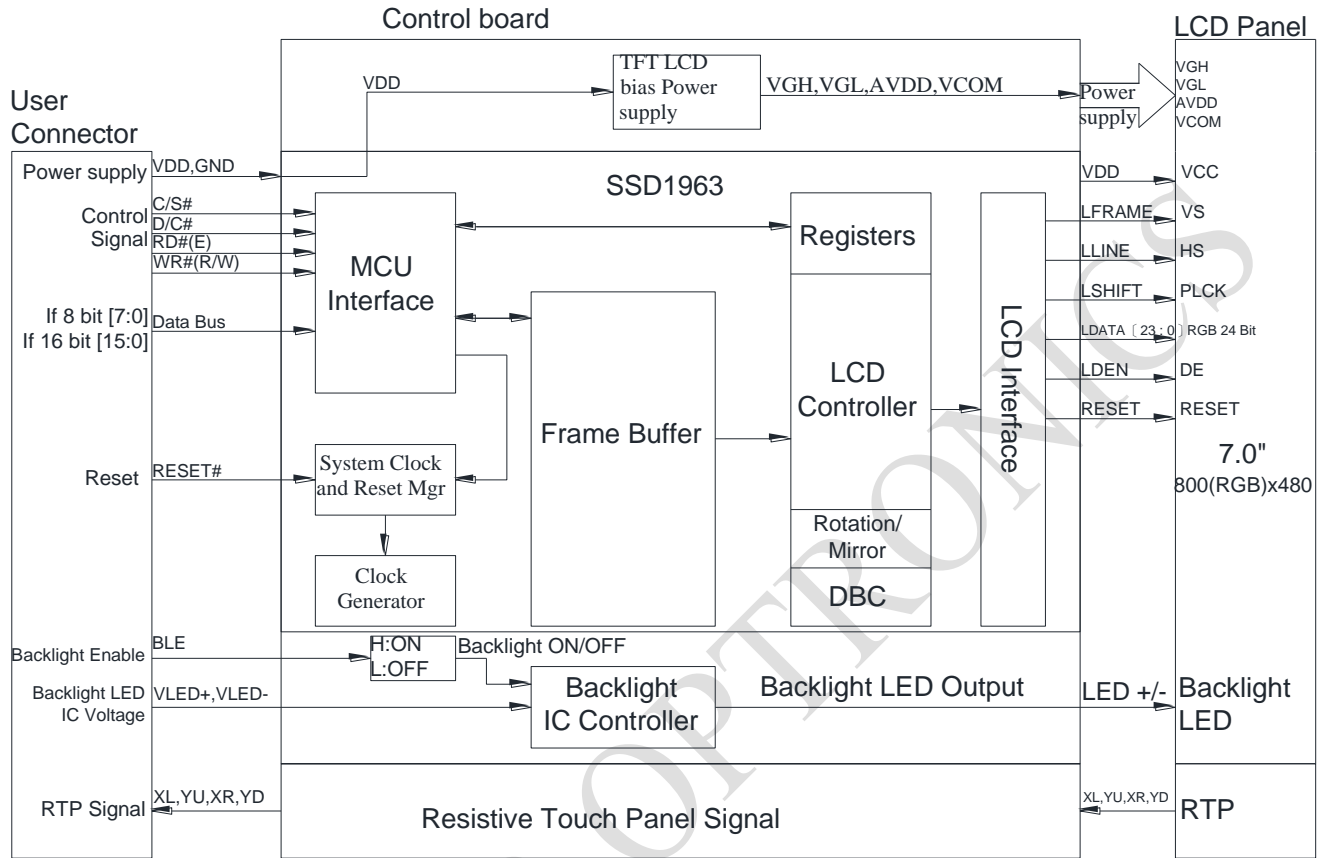 Control board
LCD Panel
User
Connector
VDD
TFT LCD
bias Power
supply
VGH,VGL,AVDD,VCOM
Power
supply
VGH
VGL
AVDD
VCOM
Power supply
VDD,GND
SSD1963
VDD
VCC
Control
Signal
C/S#
D/C#
RD#(E)
WR#(R/W)
MCU
Interface
Registers
LFRAME
VS
LLINE
HS
LSHIFT
PLCK
If 8 bit [7:0]
If 16 bit [15:0]
Data Bus
LCD Interface
LDATA〔23:0〕RGB 24 Bit
LDEN
DE
LCD
Controller
RESET
RESET
Frame Buffer
7.0"
800(RGB)x480
Reset
RESET#
System Clock
and Reset Mgr
Rotation/
Mirror
Clock
Generator
DBC
Backlight Enable
BLE
H:ON
L:OFF
Backlight ON/OFF
Backlight LED
IC Voltage
VLED+,VLED-
Backlight
IC Controller
Backlight LED Output
LED +/-
Backlight
LED
RTP Signal
XL,YU,XR,YD
Resistive Touch Panel Signal
XL,YU,XR,YD
RTP
OPTRONICS